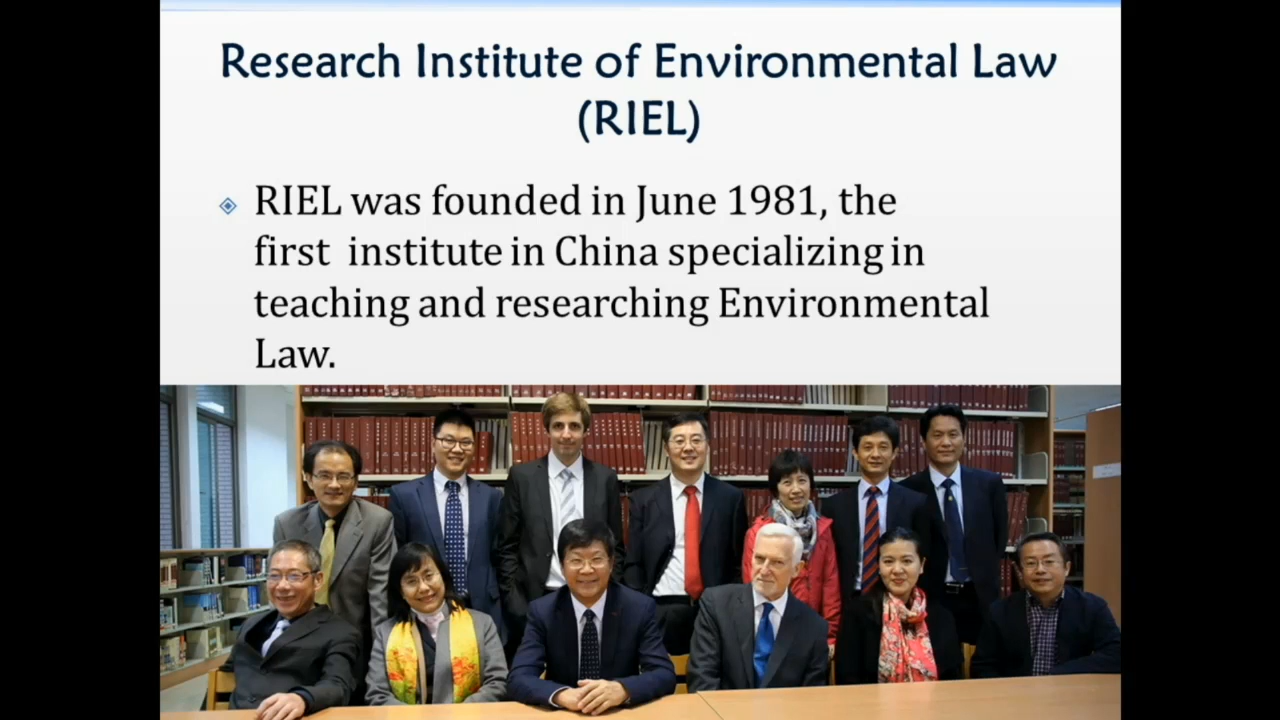 Research Institute of Environmental Law
(RIEL)
RIEL was founded in June 1981, the
first institute in China specializing in
teaching and researching Environmental
Law.